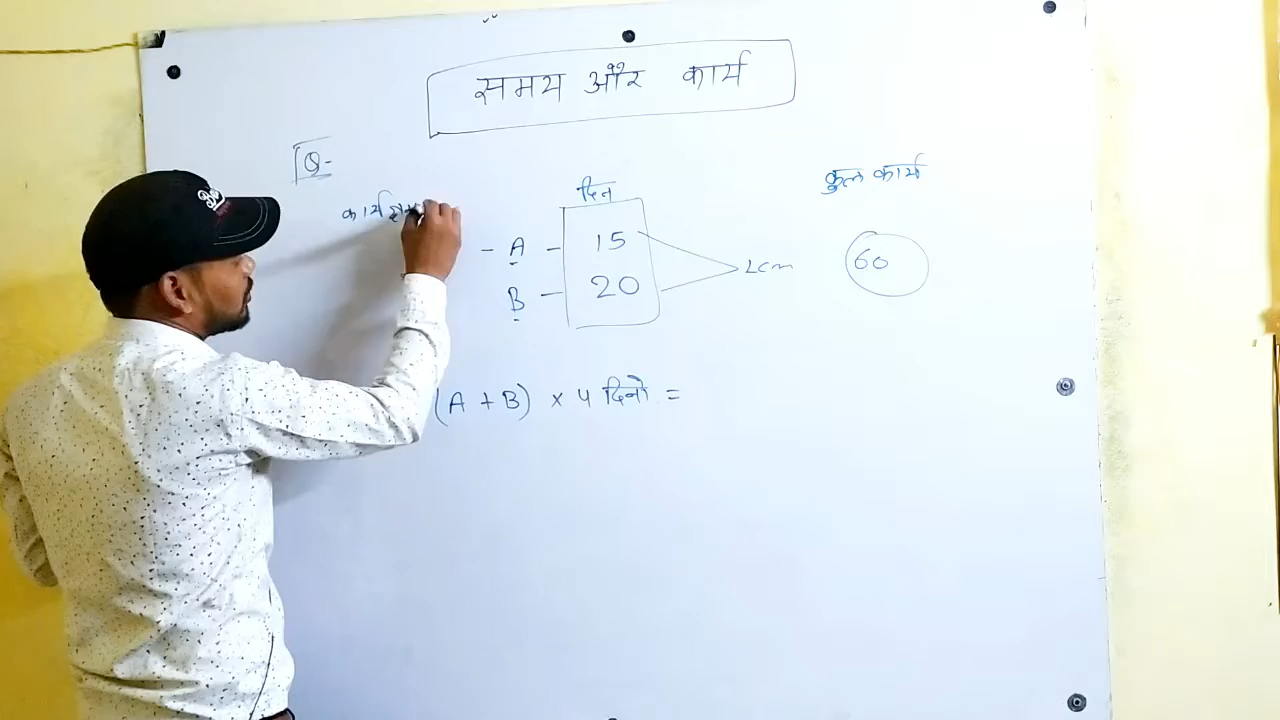 समय और कार्य
Q-
कुल कार्य
दिन
कार्य
- A - 15
60
Lcm
B - 20
(A + B) × 4 दिनो =